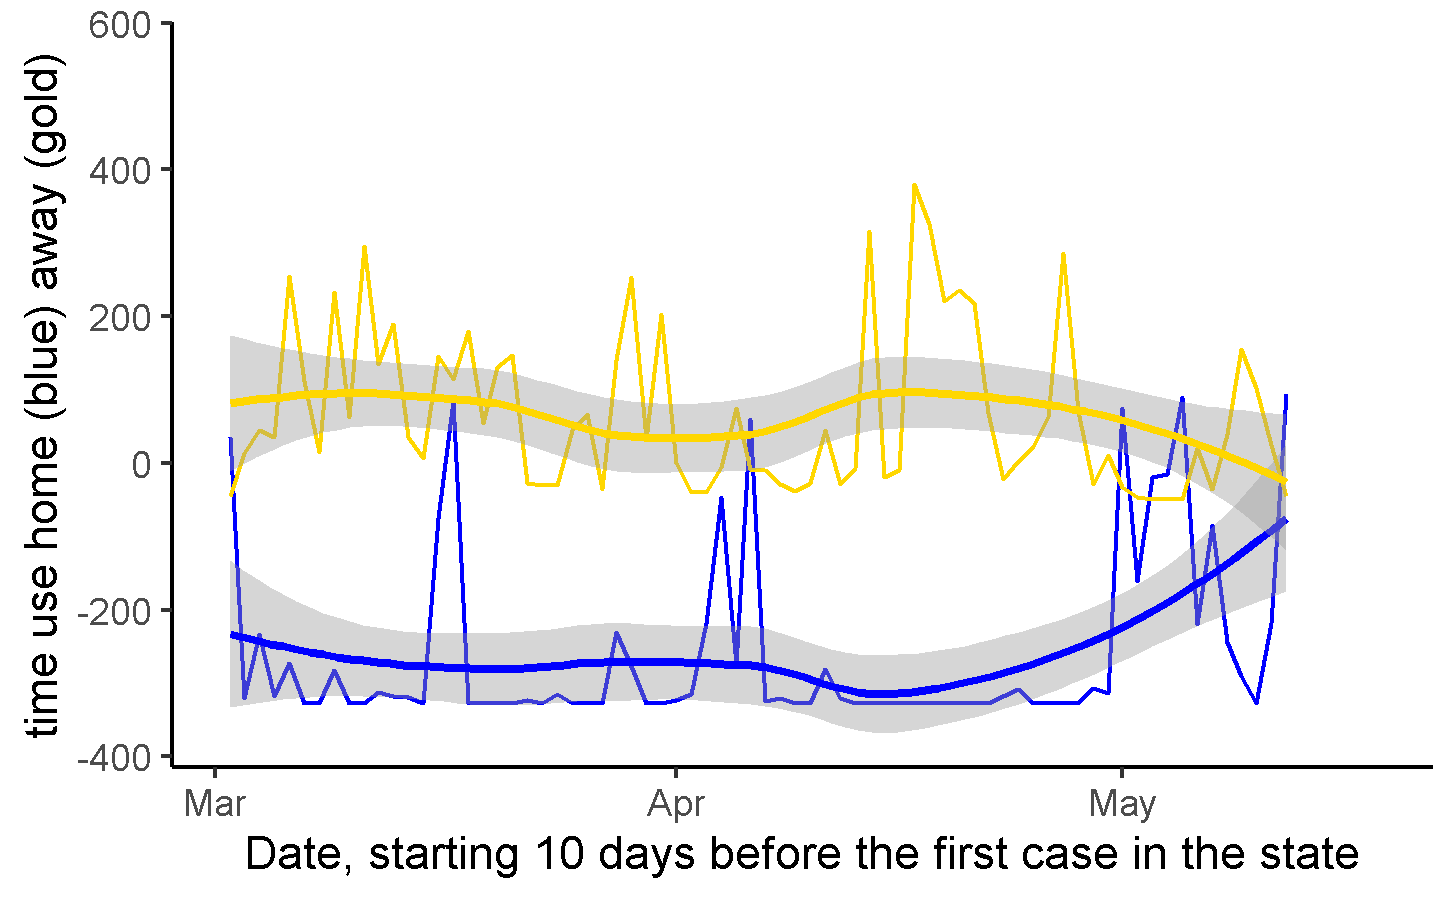 time use home (blue) away (gold)
600
400
200
0
-200
-400
Mar
Apr
May
Date, starting 10 days before the first case in the state